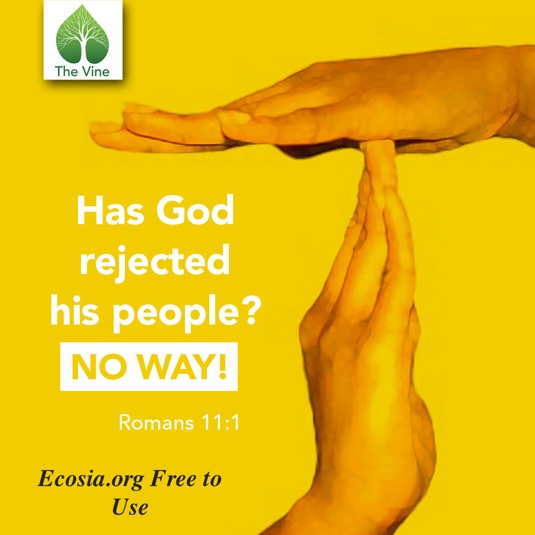 The Vine
Has God
rejected
his people?
NO WAY!
Romans 11:1
Ecosia.org Free to
Use